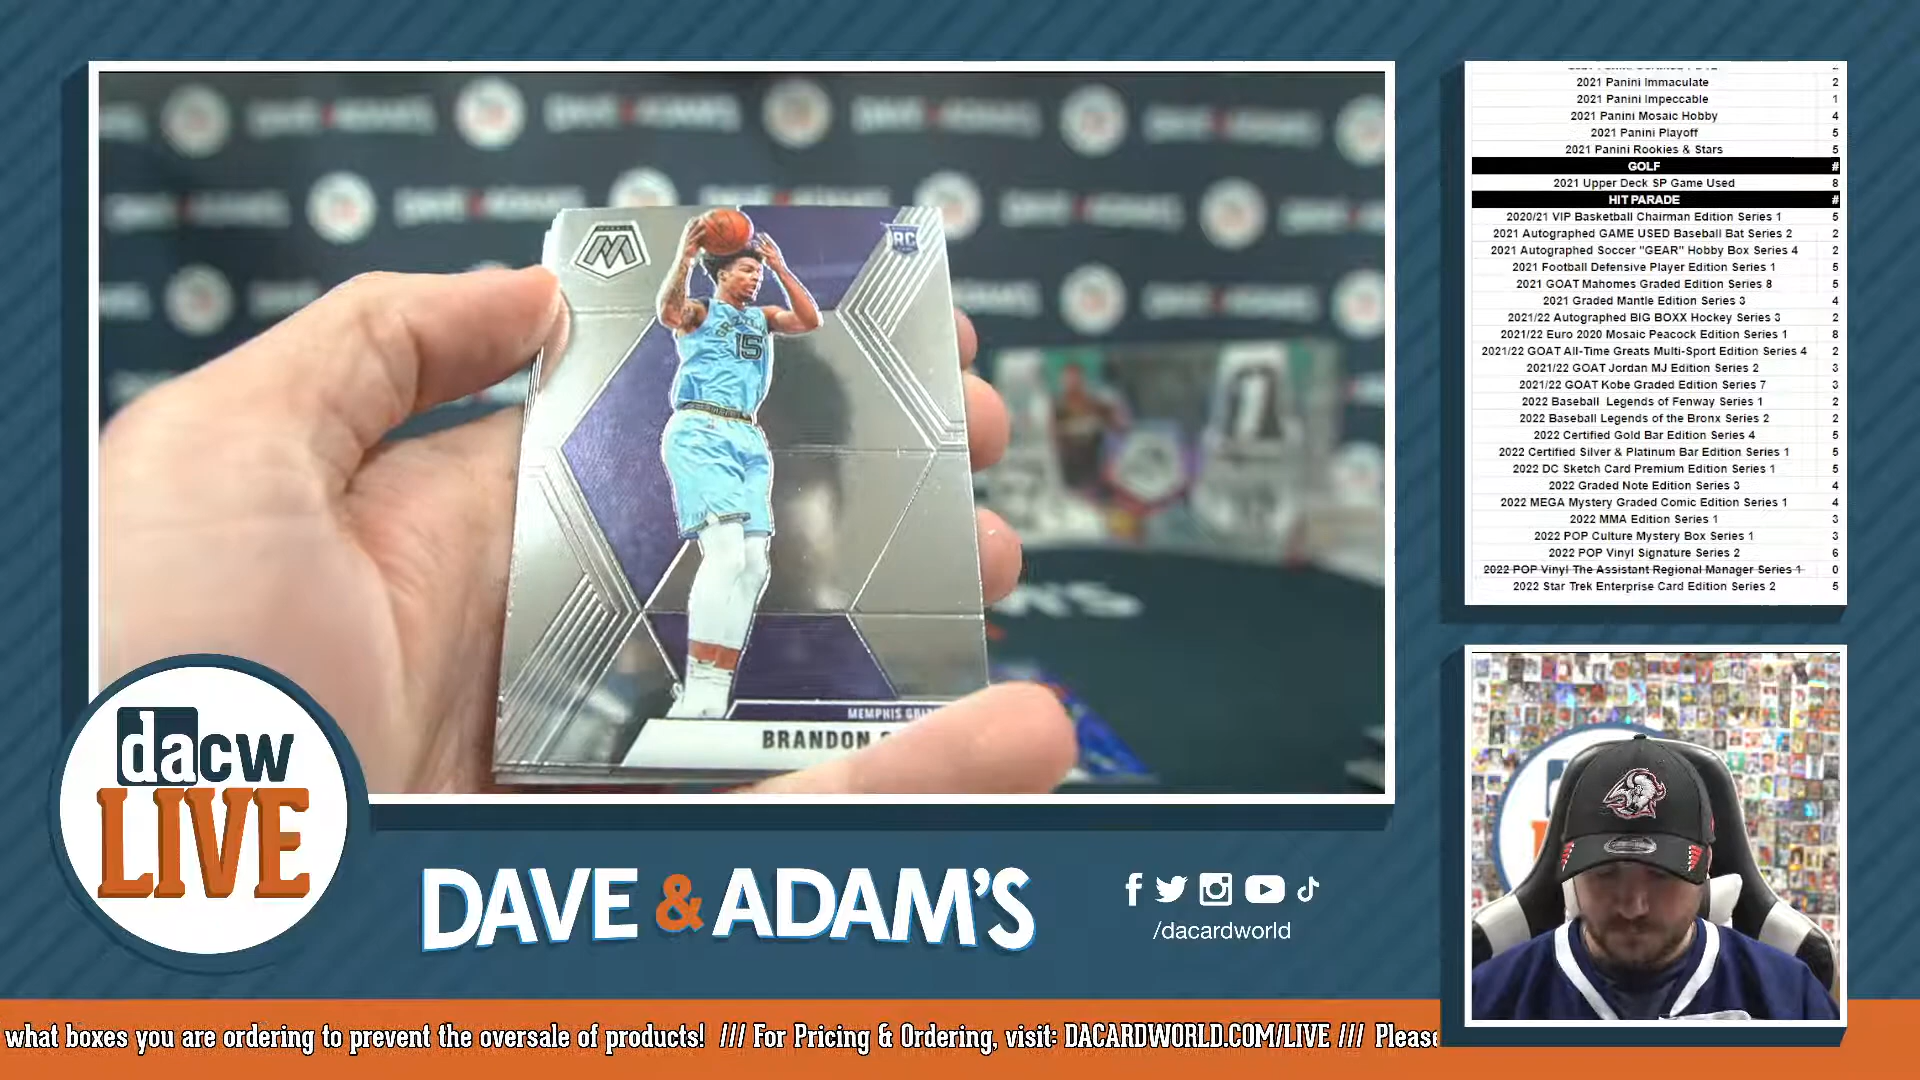 2021 Panini Immaculate 2
2021 Panini Impeccable 1
2021 Panini Mosaic Hobby 4
2021 Panini Playoff 5
2021 Panini Rookies & Stars 5
GOLF #
2021 Upper Deck SP Game Used 8
HIT PARADE #
2020/21 VIP Basketball Chairman Edition Series 1 5
2021 Autographed GAME USED Baseball Bat Series 2 2
2021 Autographed Soccer "GEAR" Hobby Box Series 4 2
2021 Football Defensive Player Edition Series 1 5
2021 GOAT Mahomes Graded Edition Series 8 5
2021 Graded Mantle Edition Series 3 4
2021/22 Autographed BIG BOXX Hockey Series 3 2
2021/22 Euro 2020 Mosaic Peacock Edition Series 1 8
2021/22 GOAT All-Time Greats Multi-Sport Edition Series 4 2
2021/22 GOAT Jordan MJ Edition Series 2 3
2021/22 GOAT Kobe Graded Edition Series 7 3
2022 Baseball Legends of Fenway Series 1 2
2022 Baseball Legends of the Bronx Series 2 2
2022 Certified Gold Bar Edition Series 4 5
2022 Certified Silver & Platinum Bar Edition Series 1 5
2022 DC Sketch Card Premium Edition Series 1 5
2022 Graded Note Edition Series 3 4
2022 MEGA Mystery Graded Comic Edition Series 1 4
2022 MMA Edition Series 1 3
2022 POP Culture Mystery Box Series 1 3
2022 POP Vinyl Signature Series 2 6
2022 POP Vinyl The Assistant Regional Manager Series 1 0
2022 Star Trek Enterprise Card Edition Series 2 5
RC
GRIZZL
15
MEMPHIS GRIZ
BRANDON
dacw
LIVE
DAVE & ADAM'S
/dacardworld
what boxes you are ordering to prevent the oversale of products! /// For Pricing & Ordering, visit: DACARDWORLD.COM/LIVE /// Please